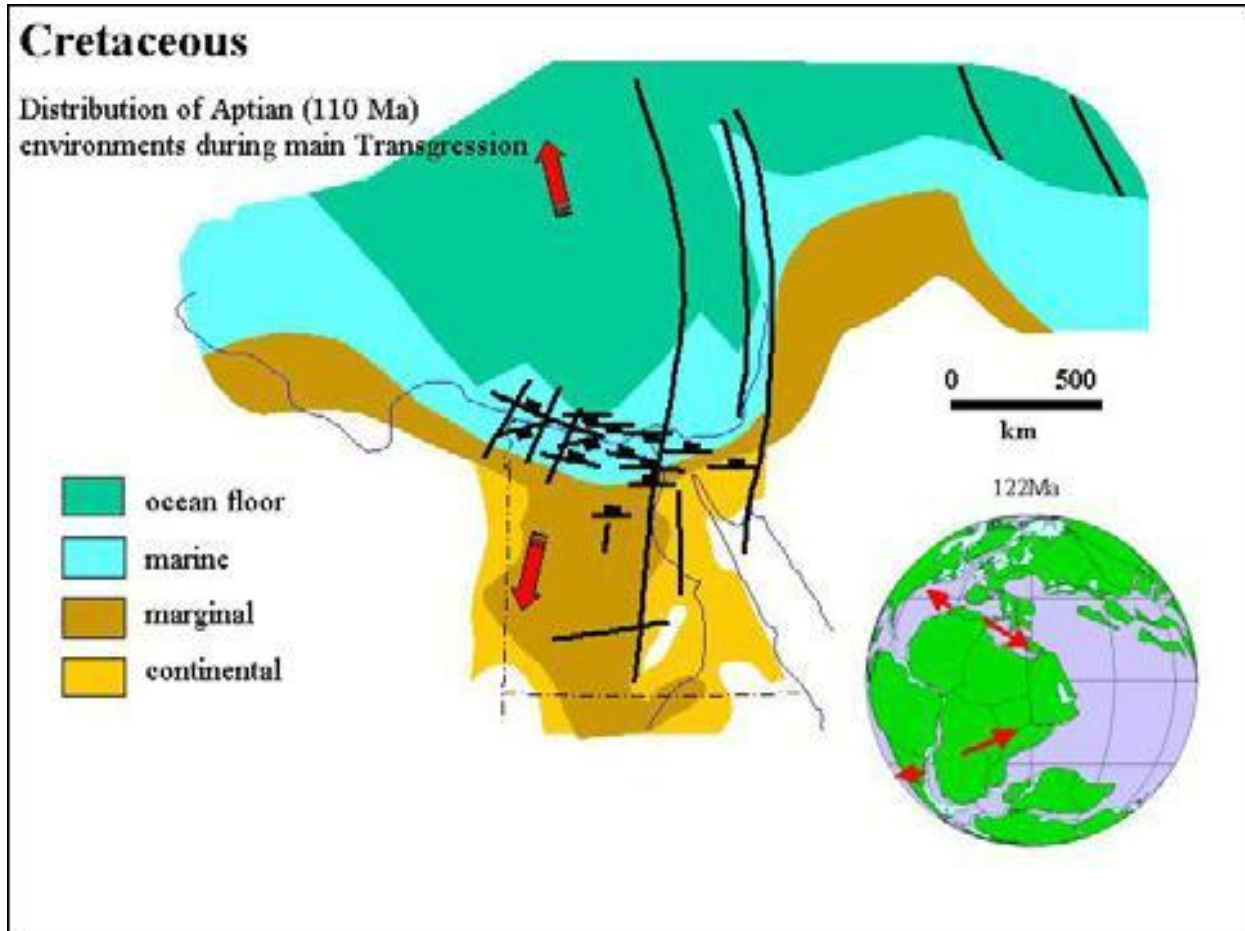 Cretaceous
Distribution of Aptian (110 Ma)
environments during main Transgression
0 500
km
122Ma
ocean floor
marine
marginal
continental